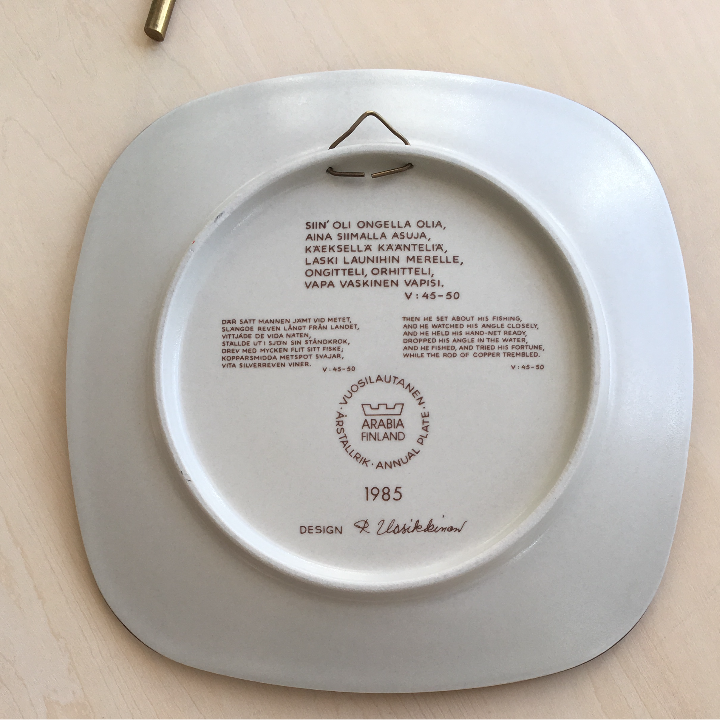 SIIN' OLI ONGELLA OLIA,
AINA SIIMALLA ASUJA,
KÄEKSELLÄ KÄÄNTELIÄ,
LASKI LAUNIHIN MERELLE,
ONGITTELI, ORHITTELI,
VAPA VASKINEN VAPISI.
V:45-50
DÄR SATT MANNEN JÄMT VID METET,
SLÄNGDE REVEN LÅNGT FRÅN LANDET,
VITTJADE DE VIDA NÄTEN,
STÄLLDE UT I SJÖN SIN STÅNDKROK,
DREV MED MYCKEN FLIT SITT FISKE;
KOPPARSMIDDA METSPÖT SVAJAR,
VITA SILVERREVEN VINER.
V:45-50
THEN HE SET ABOUT HIS FISHING,
AND HE WATCHED HIS ANGLE CLOSELY,
AND HE HELD HIS HAND-NET READY,
DROPPED HIS ANGLE IN THE WATER,
AND HE FISHED, AND TRIED HIS FORTUNE,
WHILE THE ROD OF COPPER TREMBLED.
V:45-50
· VUOSILAUTANEN ·
ARABIA
FINLAND
ÅRSTALLRIK · ANNUAL PLATE
1985
DESIGN R. Uosikkinen